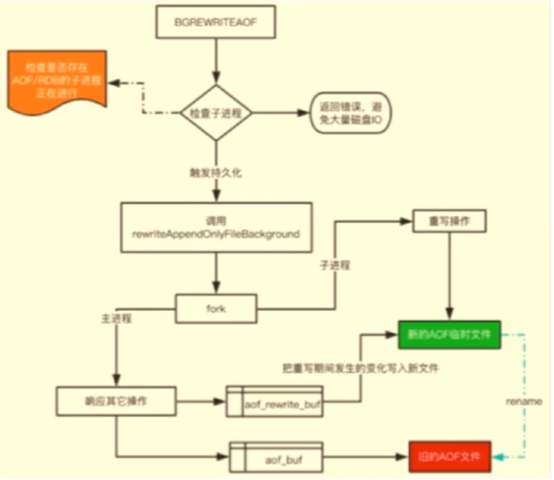 BGREWRITEAOF
检查是否存在
AOF/RDB的子进程
正在进行
检查子进程
返回错误，避
免大量磁盘IO
触发持久化
调用
rewriteAppendOnlyFileBackground
重写操作
子进程
fork
主进程
新的AOF临时文件
把重写期间发生的变化写入新文件
响应其它操作
aof_rewrite_buf
rename
aof_buf
旧的AOF文件